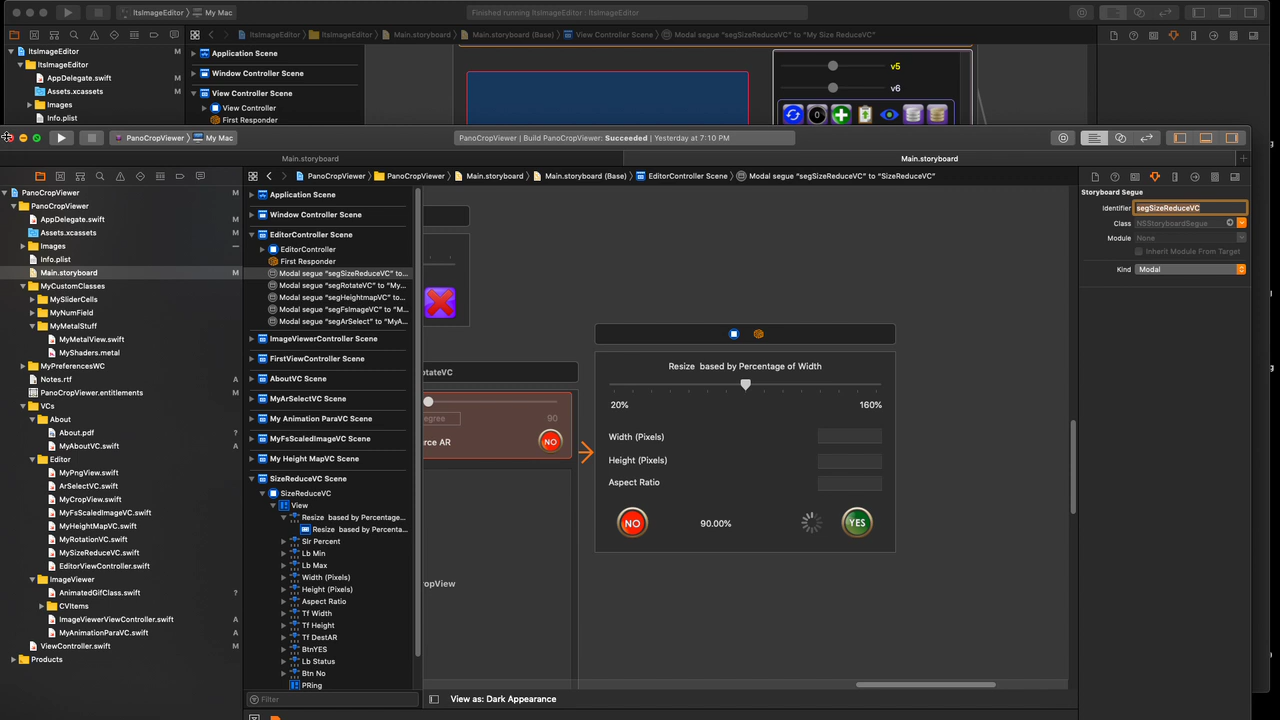 ItsImageEditor
My Mac
Finished running ItsImageEditor : ItsImageEditor
ItsImageEditor
M
AppDelegate.swift
M
Assets.xcassets
M
Images
Info.plist
ItsImageEditor
Application Scene
Window Controller Scene
View Controller Scene
View Controller
First Responder
ItsImageEditor
ItsImageEditor
Main.storyboard
Main.storyboard (Base)
View Controller Scene
Modal segue "segSizeReduceVC" to "My Size Reduce VC"
v5
v6
PanoCropViewer
My Mac
PanoCropViewer | Build PanoCropViewer: Succeeded | Yesterday at 7:10 PM
Main.storyboard
Main.storyboard
PanoCropViewer
PanoCropViewer
Main.storyboard
Main.storyboard (Base)
EditorController Scene
Modal segue "segSizeReduceVC" to "SizeReduceVC"
PanoCropViewer
M
PanoCropViewer
AppDelegate.swift
M
Assets.xcassets
M
Images
Info.plist
Main.storyboard
M
MyCustomClasses
MySliderCells
MyNumField
MyMetalStuff
MyMetalView.swift
MyShaders.metal
MyPreferencesWC
Notes.rtf
A
PanoCropViewer.entitlements
VCs
About
About.pdf
?
MyAboutVC.swift
A
Editor
MyPngView.swift
A
ArSelectVC.swift
A
MyCropView.swift
A
MyFsScaledImageVC.swift
A
MyHeightMapVC.swift
A
MyRotationVC.swift
A
MySizeReduceVC.swift
A
EditorViewController.swift
A
ImageViewer
AnimatedGifClass.swift
?
CVItems
ImageViewerViewController.swift
A
MyAnimationParaVC.swift
A
ViewController.swift
M
Products
Application Scene
Window Controller Scene
EditorController Scene
EditorController
First Responder
Modal segue "segSizeReduceVC" to...
Modal segue "segRotateVC" to "My...
Modal segue "segHeightmapVC" to...
Modal segue "segFsImageVC" to "M...
Modal segue "segArSelect" to "MyA...
ImageViewerController Scene
FirstViewController Scene
AboutVC Scene
MyArSelectVC Scene
My Animation ParaVC Scene
MyFsScaledImageVC Scene
My Height MapVC Scene
SizeReduceVC Scene
SizeReduceVC
View
Resize based by Percentage...
Resize based by Percenta...
Slr Percent
Lb Min
Lb Max
Width (Pixels)
Height (Pixels)
Aspect Ratio
Tf Width
Tf Height
Tf DestAR
BtnYES
Lb Status
Btn No
PRing
Filter
otateVC
egree
90
urce AR
NO
opView
Resize based by Percentage of Width
20%
160%
Width (Pixels)
Height (Pixels)
Aspect Ratio
NO
90.00%
YES
View as: Dark Appearance
Storyboard Segue
Identifier
segSizeReduceVC
Class
NSStoryboardSegue
Module
None
Inherit Module From Target
Kind
Modal